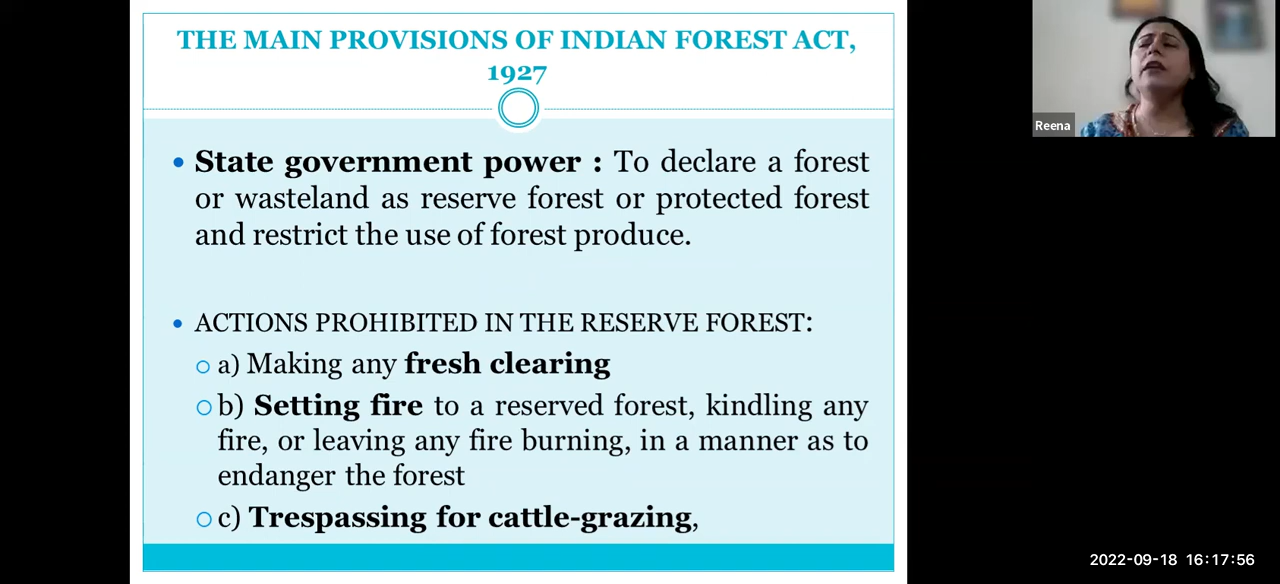 THE MAIN PROVISIONS OF INDIAN FOREST ACT,
1927
• State government power : To declare a forest
or wasteland as reserve forest or protected forest
and restrict the use of forest produce.
• ACTIONS PROHIBITED IN THE RESERVE FOREST:
a) Making any fresh clearing
b) Setting fire to a reserved forest, kindling any
fire, or leaving any fire burning, in a manner as to
endanger the forest
c) Trespassing for cattle-grazing,
Reena
2022-09-18 16:17:56